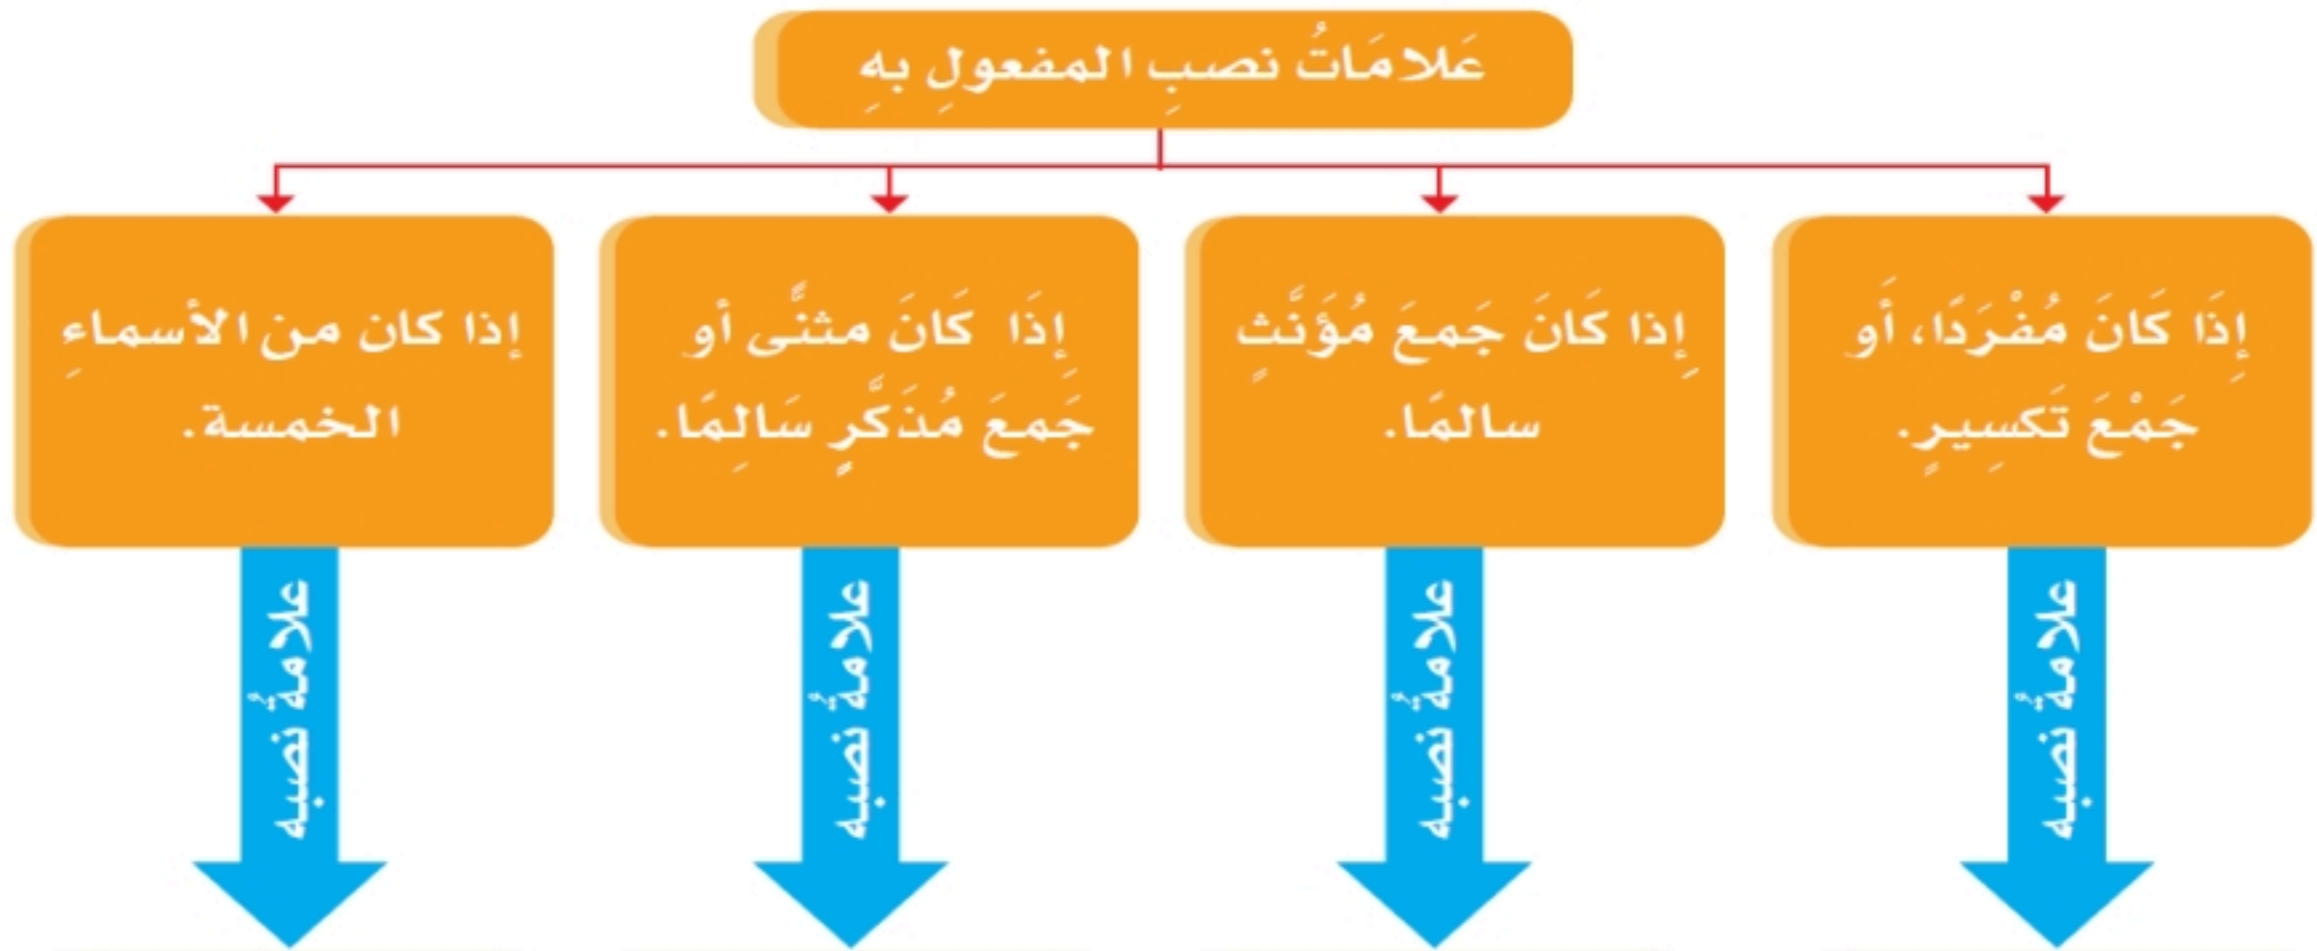 عَلامَاتُ نصبِ المفعولِ بهِ
إِذَا كَانَ مُفْرَدًا، أَو
جَمْعَ تَكسِيرٍ.
إِذا كَانَ جَمعَ مُؤَنَّثٍ
سالمًا.
إِذَا كَانَ مثنًّى أو
جَمعَ مُذَكَّرٍ سَالِمًا.
إذا كان من الأسماءِ
الخمسة.
علامةُ نصبه
علامةُ نصبه
علامةُ نصبه
علامةُ نصبه